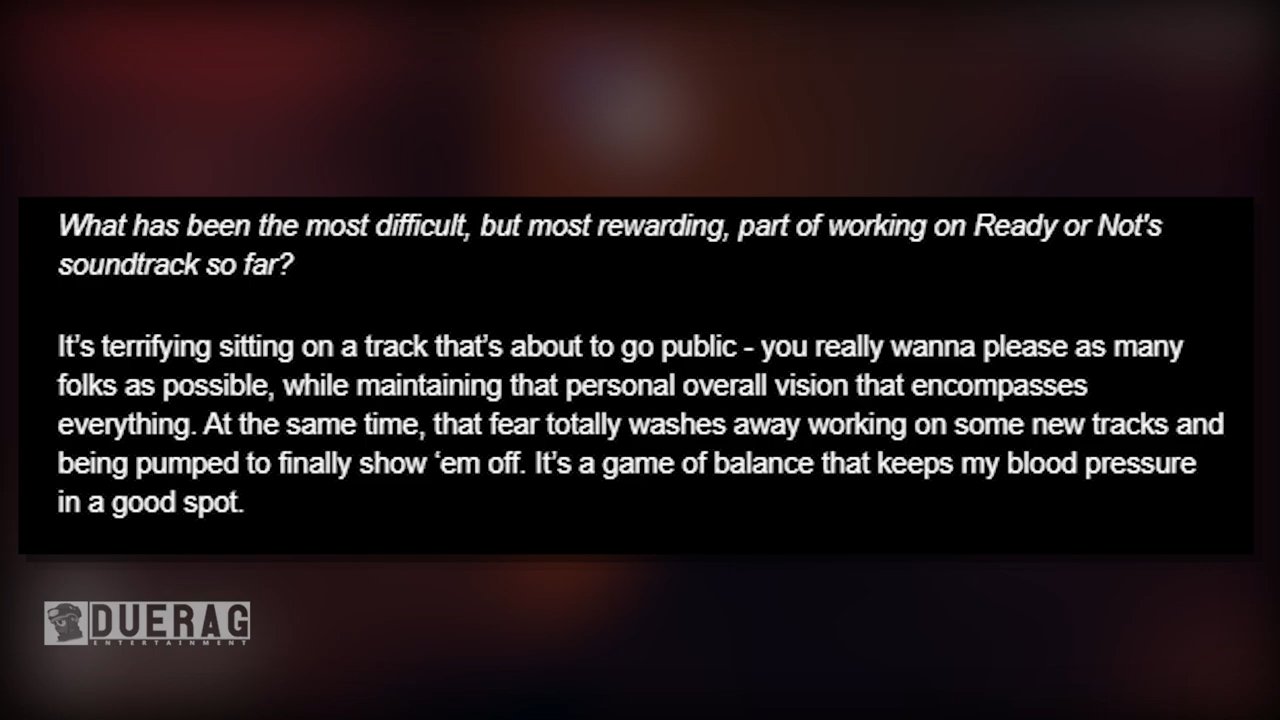 What has been the most difficult, but most rewarding, part of working on Ready or Not's
soundtrack so far?
It’s terrifying sitting on a track that’s about to go public - you really wanna please as many
folks as possible, while maintaining that personal overall vision that encompasses
everything. At the same time, that fear totally washes away working on some new tracks and
being pumped to finally show ‘em off. It’s a game of balance that keeps my blood pressure
in a good spot.
DUERAG
ENTERTAINMENT